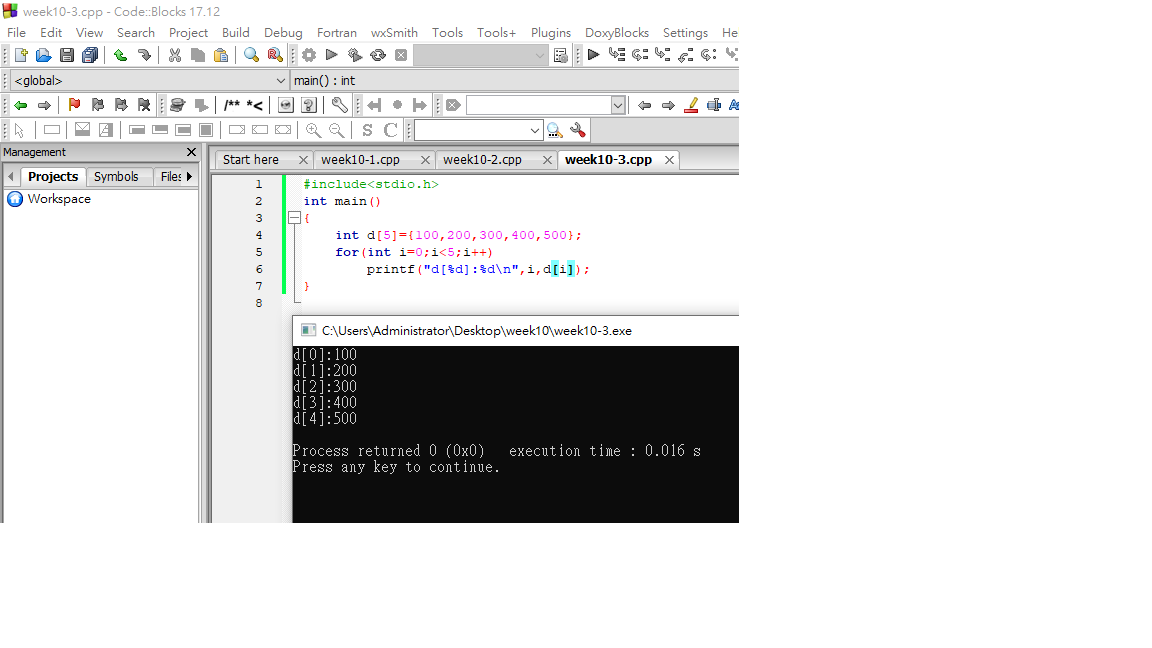 week10-3.cpp - Code::Blocks 17.12
File Edit View Search Project Build Debug Fortran wxSmith Tools Tools+ Plugins DoxyBlocks Settings He
<global> main() : int
/** *<
S C
Management
Projects Symbols Files
Workspace
Start here week10-1.cpp week10-2.cpp week10-3.cpp
1 #include<stdio.h>
2 int main()
3 {
4 int d[5]={100,200,300,400,500};
5 for(int i=0;i<5;i++)
6 printf("d[%d]:%d\n",i,d[i]);
7 }
8
C:\Users\Administrator\Desktop\week10\week10-3.exe
d[0]:100
d[1]:200
d[2]:300
d[3]:400
d[4]:500
Process returned 0 (0x0) execution time : 0.016 s
Press any key to continue.